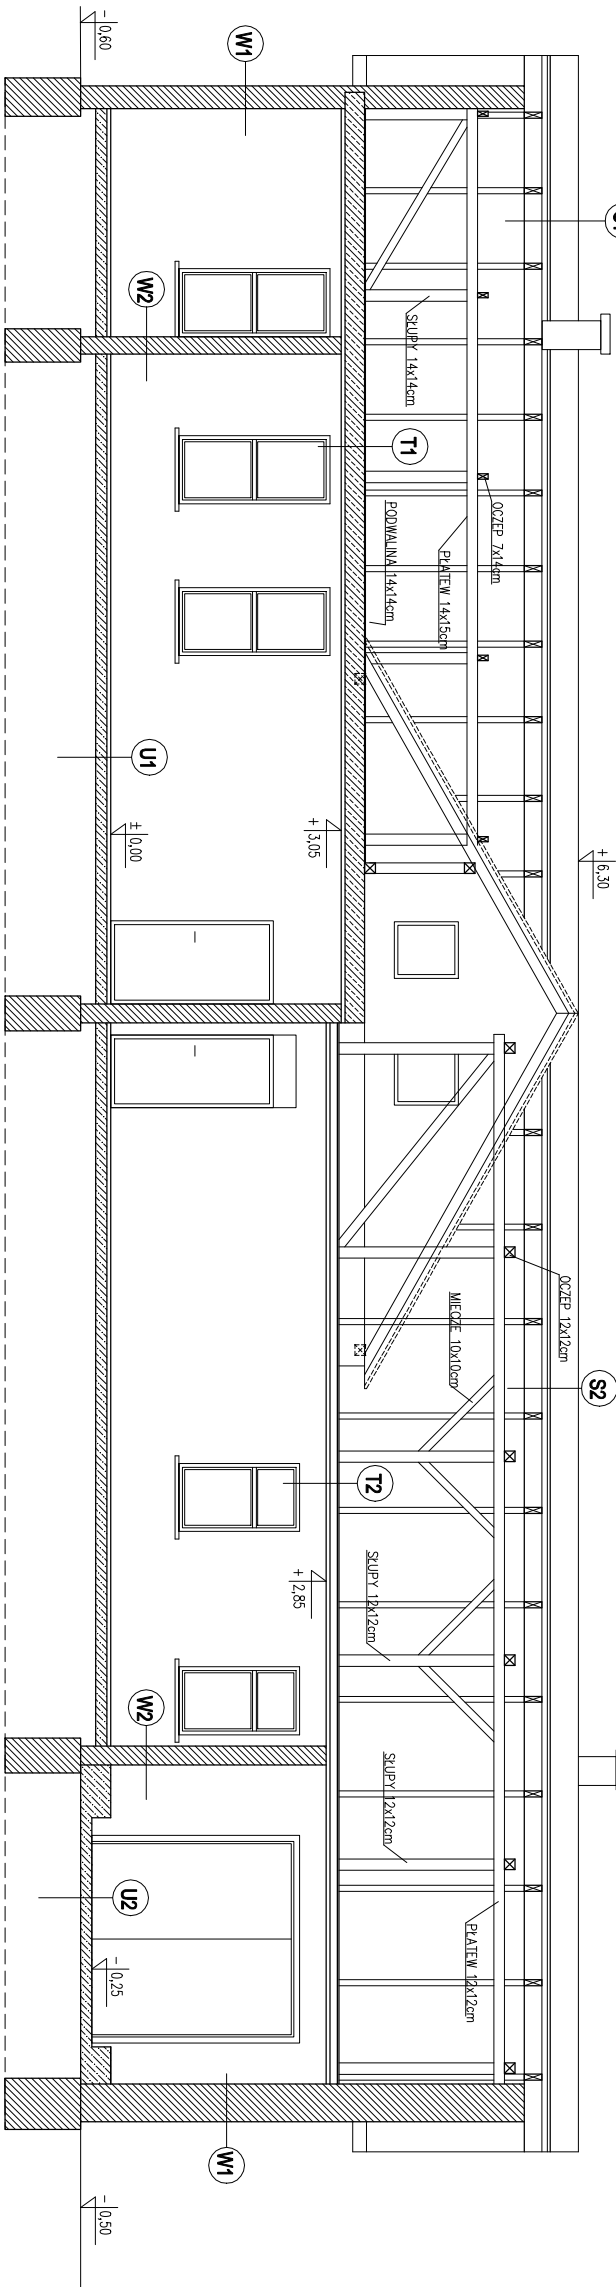 - 0,60
W1
W2
SŁUPY 14x14cm
T1
OCZEP 7x14cm
PŁATEW 14x15cm
PODWALINA 14x14cm
U1
+ 6,30
+ 3,05
± 0,00
OCZEP 12x12cm
MIECZE 10x10cm
S2
T2
SŁUPY 12x12cm
+ 2,85
W2
SŁUPY 12x12cm
U2
PŁATEW 12x12cm
- 0,25
W1
- 0,50